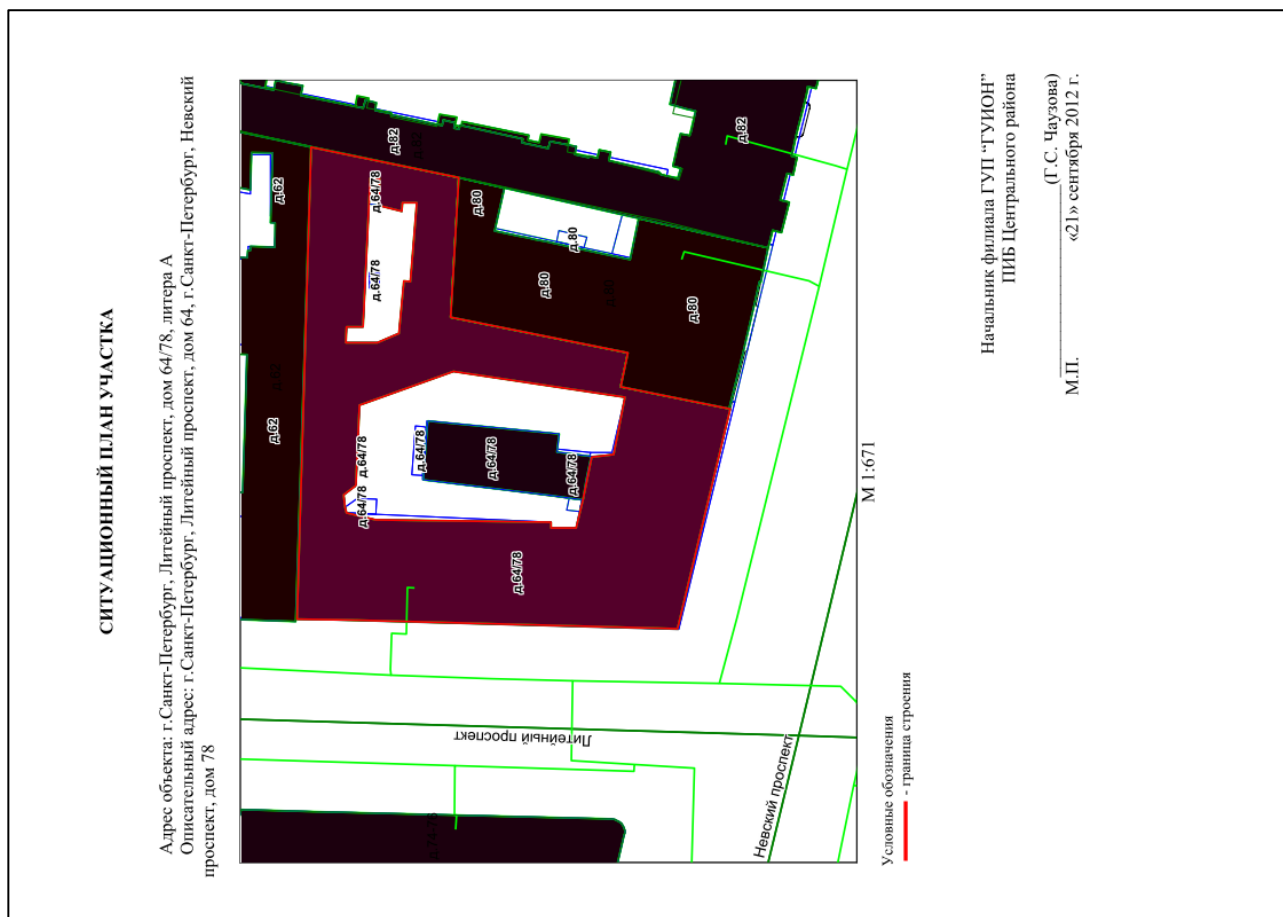 СИТУАЦИОННЫЙ ПЛАН УЧАСТКА
Адрес объекта: г.Санкт-Петербург, Литейный проспект, дом 64/78, литера А
Описательный адрес: г.Санкт-Петербург, Литейный проспект, дом 64, г.Санкт-Петербург, Невский
проспект, дом 78
д.62
д.62
д.62
д.82
д.82
д.82
д.64/78
д.64/78
д.80
д.80
д.80
д.80
д.80
д.64/78
д.64/78
д.64/78
д.64/78
д.64/78
д.64/78
Литейный проспект
Невский проспект
М 1:671
Условные обозначения
- граница строения
Начальник филиала ГУП "ГУИОН"
ПИБ Центрального района
(Г.С. Чаузова)
М.П. «21» сентября 2012 г.